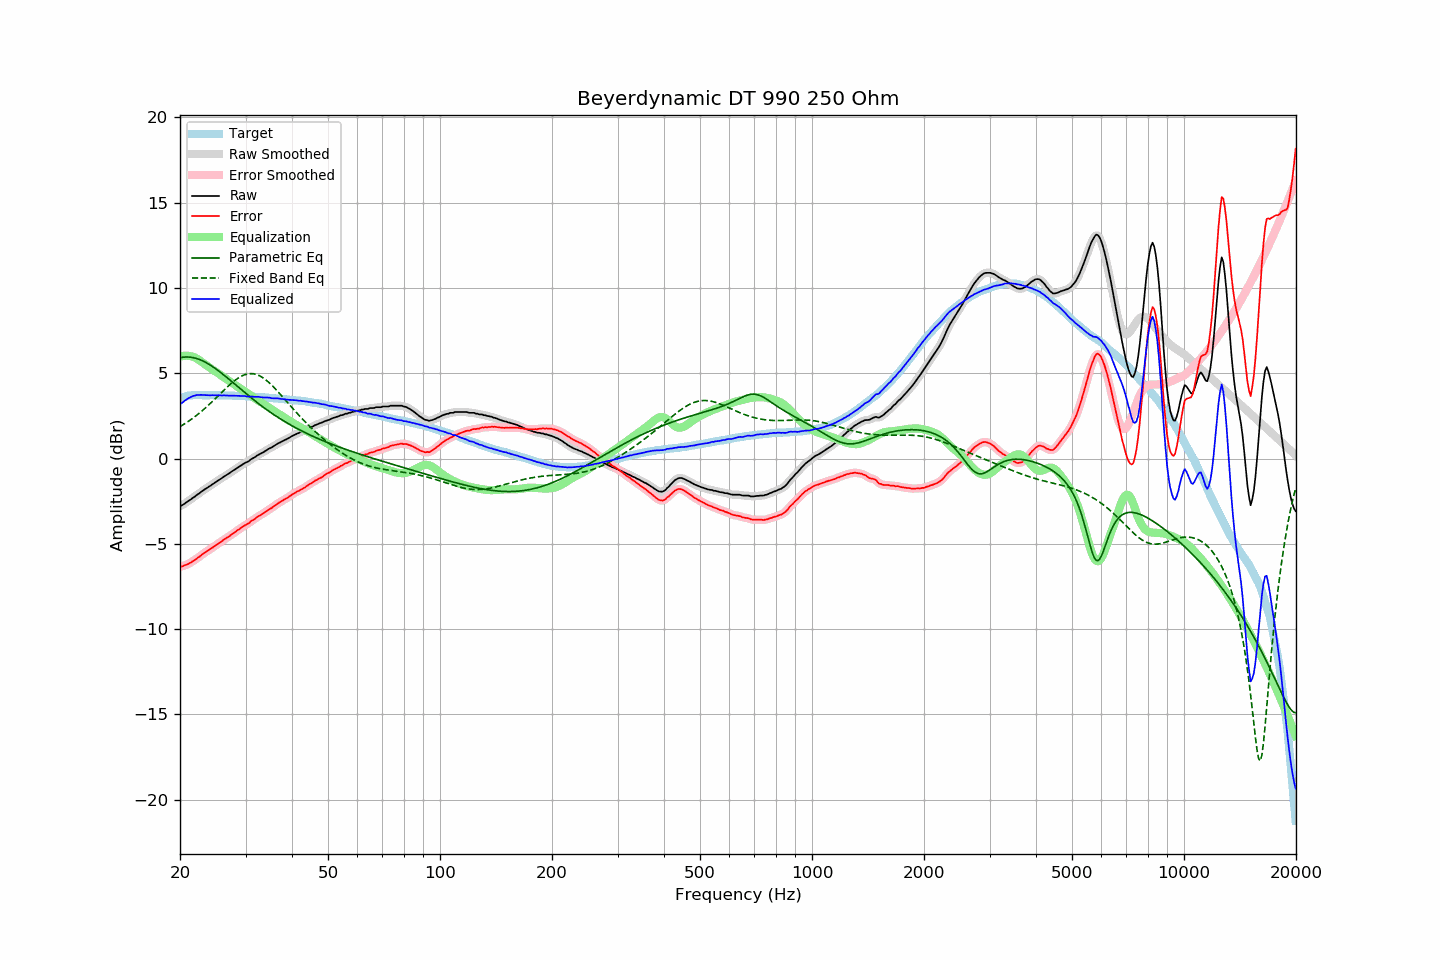 Beyerdynamic DT 990 250 Ohm
Target
Raw Smoothed
Error Smoothed
Raw
Error
Equalization
Parametric Eq
Fixed Band Eq
Equalized
20
15
10
5
0
−5
−10
−15
−20
Amplitude (dBr)
20 50 100 200 500 1000 2000 5000 10000 20000
Frequency (Hz)